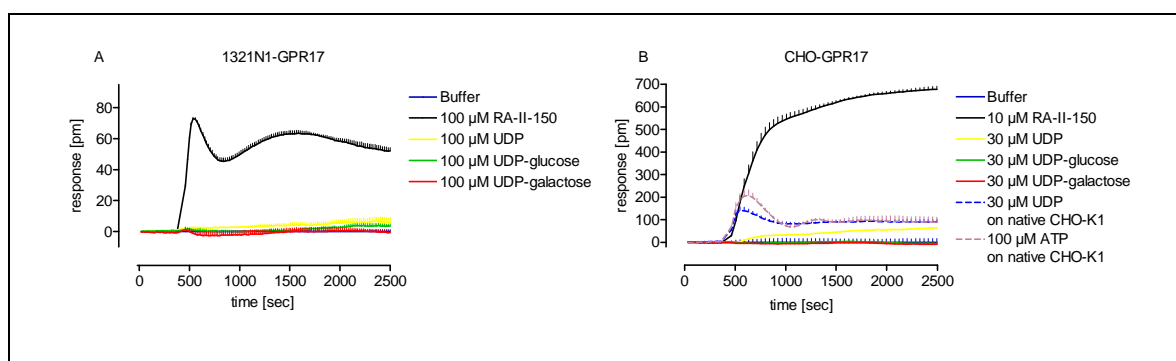 A 1321N1-GPR17
response [pm]
80
60
40
20
0
0 500 1000 1500 2000 2500
time [sec]
Buffer
100 µM RA-II-150
100 µM UDP
100 µM UDP-glucose
100 µM UDP-galactose
B CHO-GPR17
response [pm]
700
600
500
400
300
200
100
0
0 500 1000 1500 2000 2500
time [sec]
Buffer
10 µM RA-II-150
30 µM UDP
30 µM UDP-glucose
30 µM UDP-galactose
30 µM UDP
on native CHO-K1
100 µM ATP
on native CHO-K1